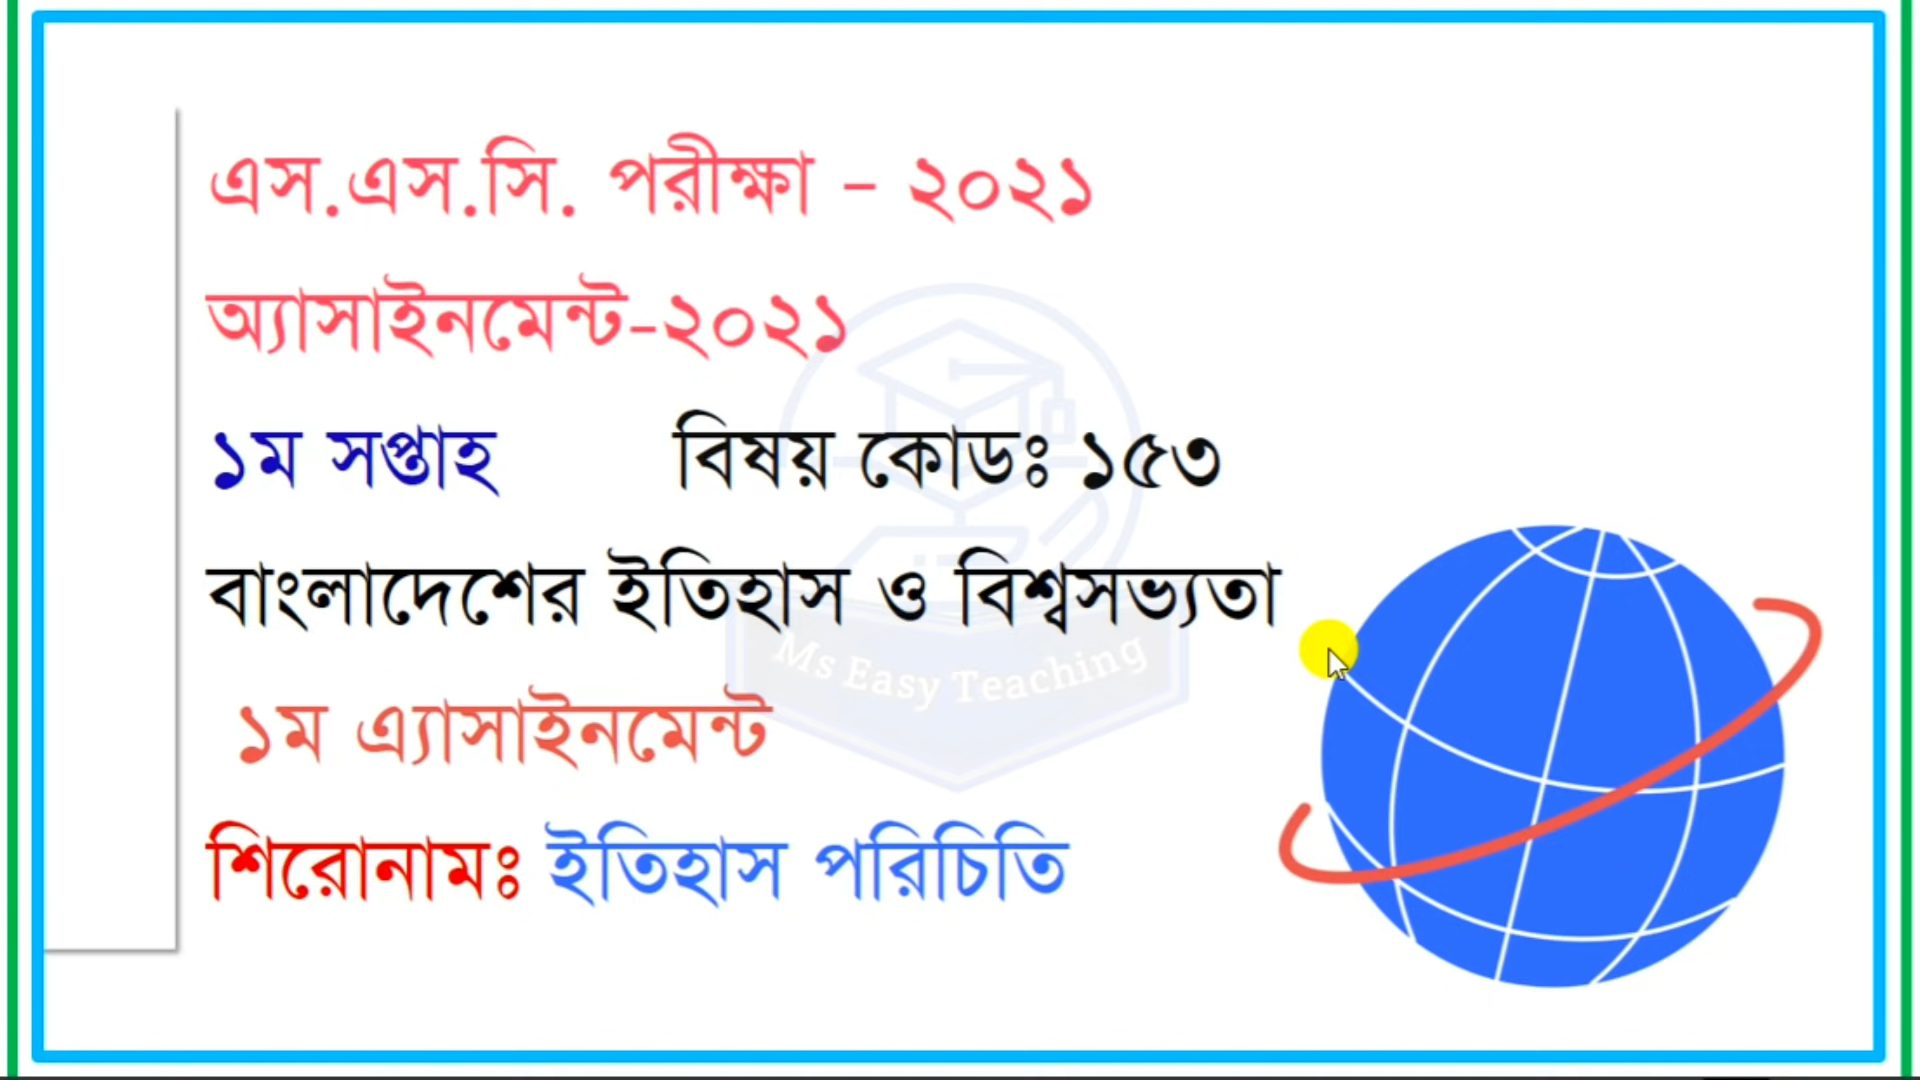 এস.এস.সি. পরীক্ষা - ২০২১
অ্যাসাইনমেন্ট-২০২১
১ম সপ্তাহ বিষয় কোডঃ ১৫৩
বাংলাদেশের ইতিহাস ও বিশ্বসভ্যতা
Ms Easy Teaching
১ম এ্যাসাইনমেন্ট
শিরোনামঃ ইতিহাস পরিচিতি